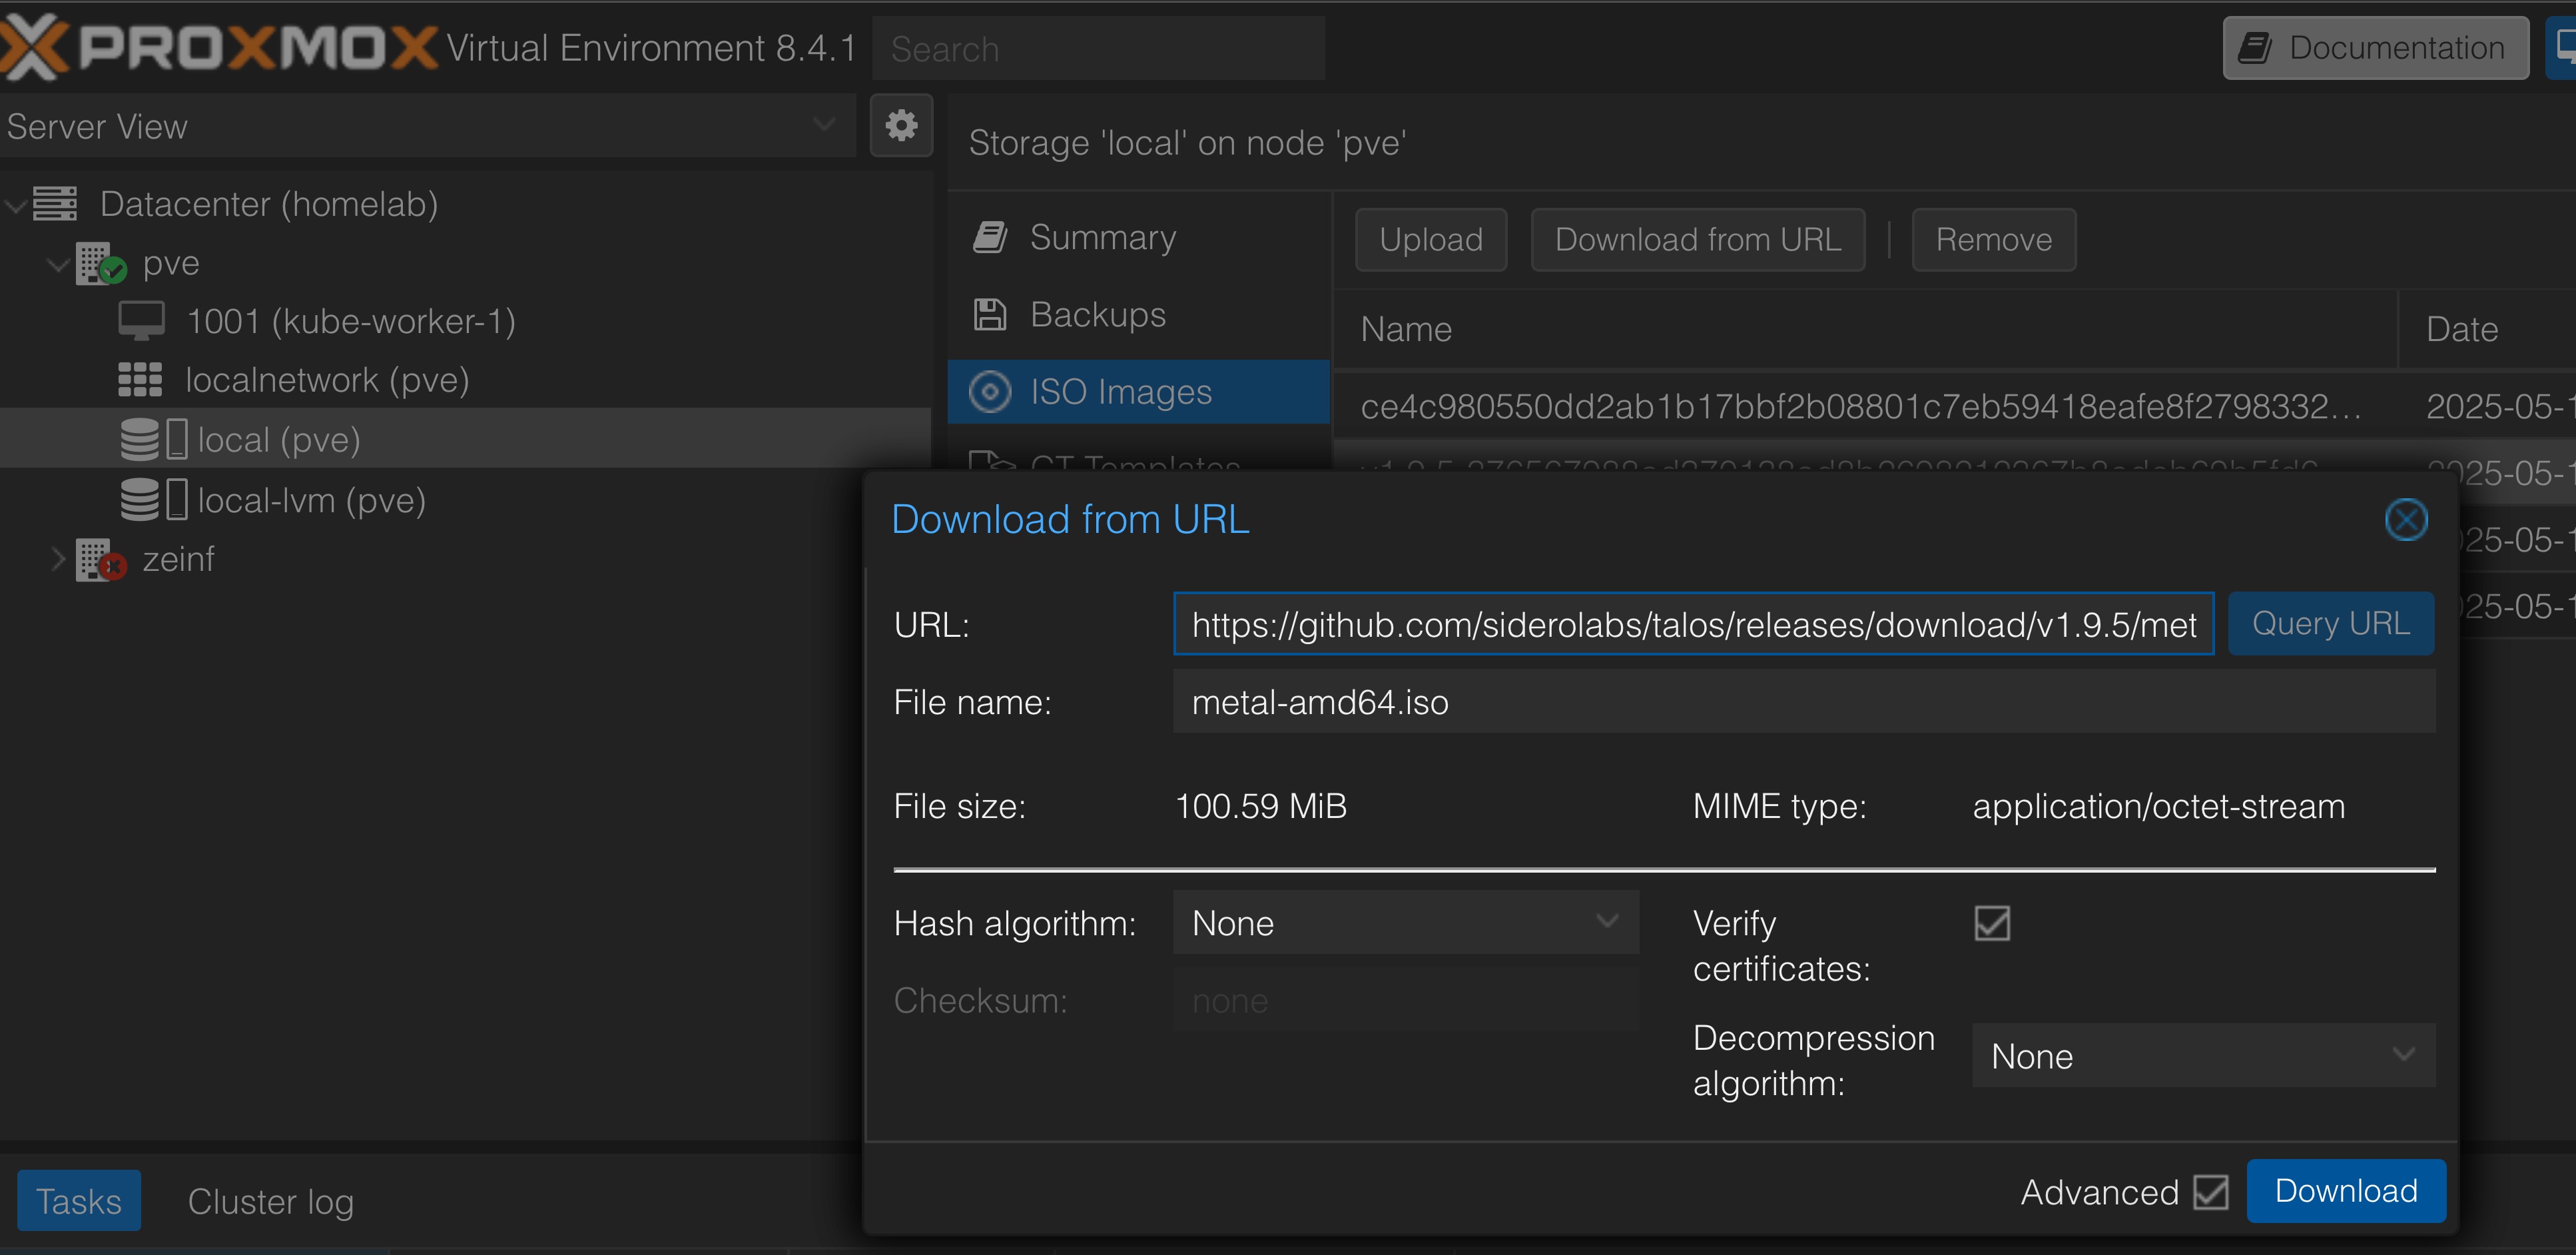 PROXMOX Virtual Environment 8.4.1
Search
Documentation
Server View
Datacenter (homelab)
pve
1001 (kube-worker-1)
localnetwork (pve)
local (pve)
local-lvm (pve)
zeinf
Storage 'local' on node 'pve'
Summary
Backups
ISO Images
CT Templates
Upload
Download from URL
Remove
Name
Date
ce4c980550dd2ab1b17bbf2b08801c7eb59418eafe8f2798332...
2025-05-1
2025-05-1
25-05-1
25-05-1
Download from URL
URL:
https://github.com/siderolabs/talos/releases/download/v1.9.5/met
Query URL
File name:
metal-amd64.iso
File size:
100.59 MiB
MIME type:
application/octet-stream
Hash algorithm:
None
Verify
certificates:
Checksum:
none
Decompression
algorithm:
None
Advanced
Download
Tasks
Cluster log